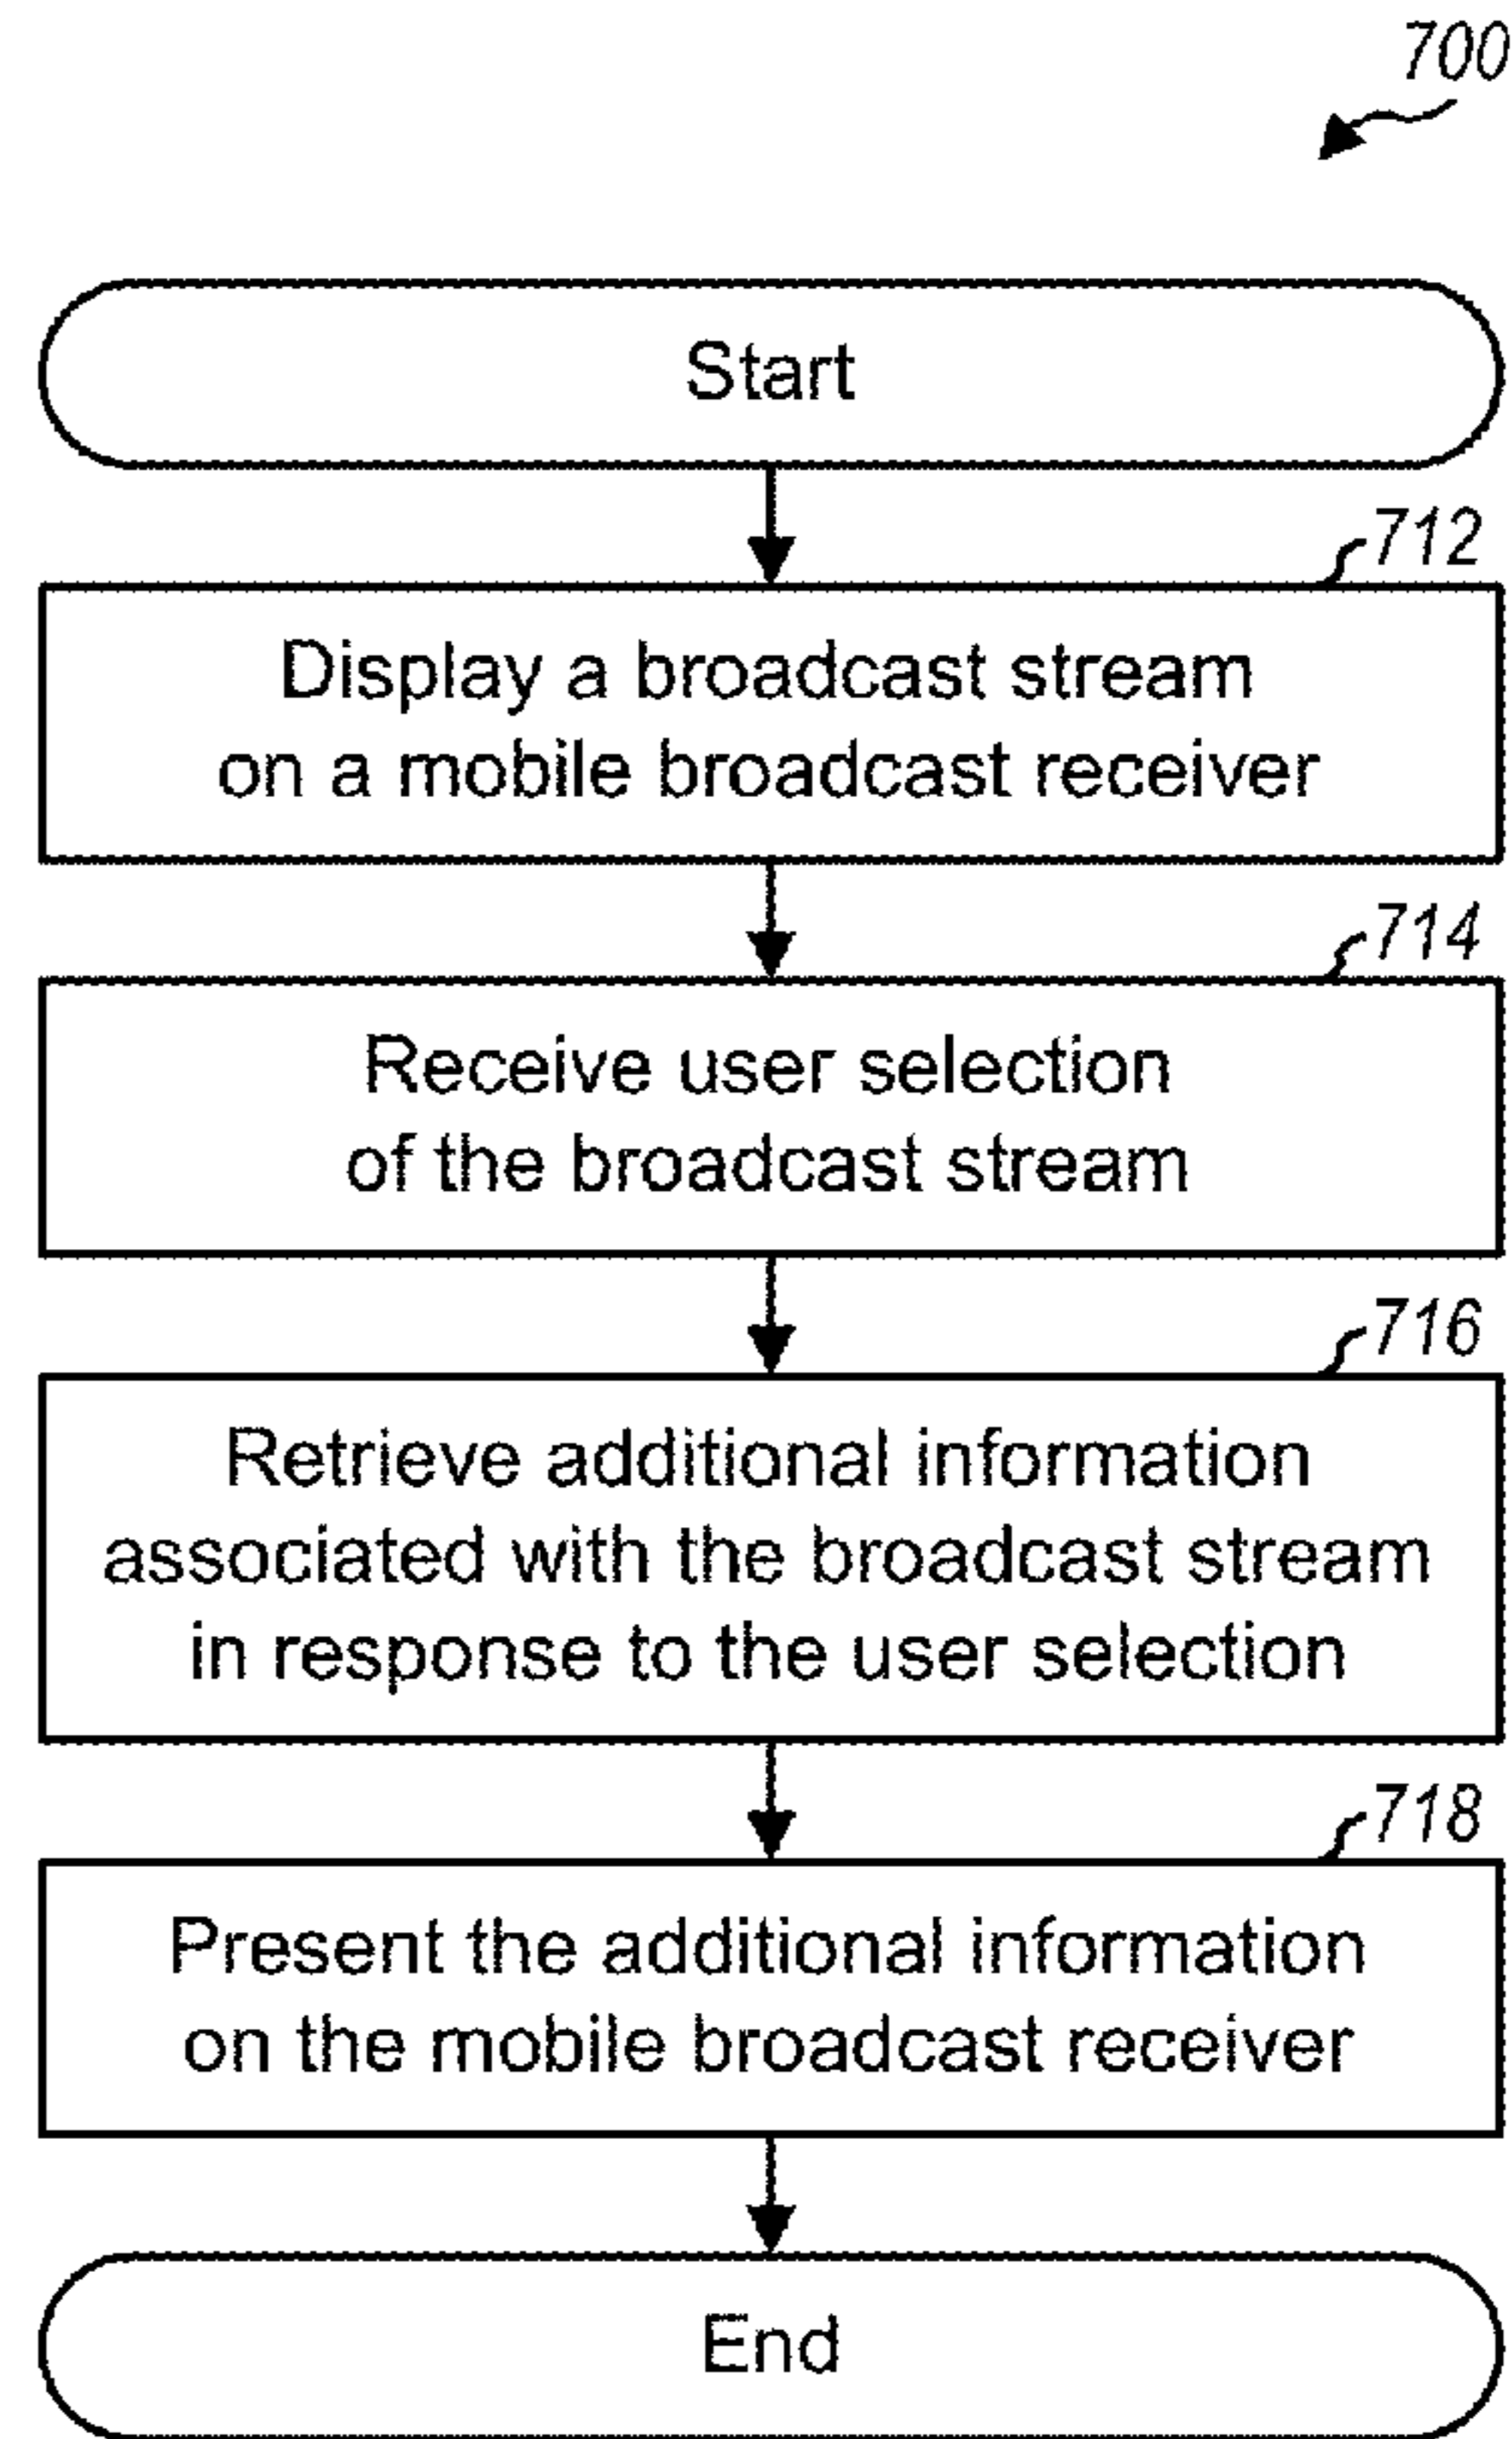 700
Start
712
Display a broadcast stream
on a mobile broadcast receiver
714
Receive user selection
of the broadcast stream
716
Retrieve additional information
associated with the broadcast stream
in response to the user selection
718
Present the additional information
on the mobile broadcast receiver
End